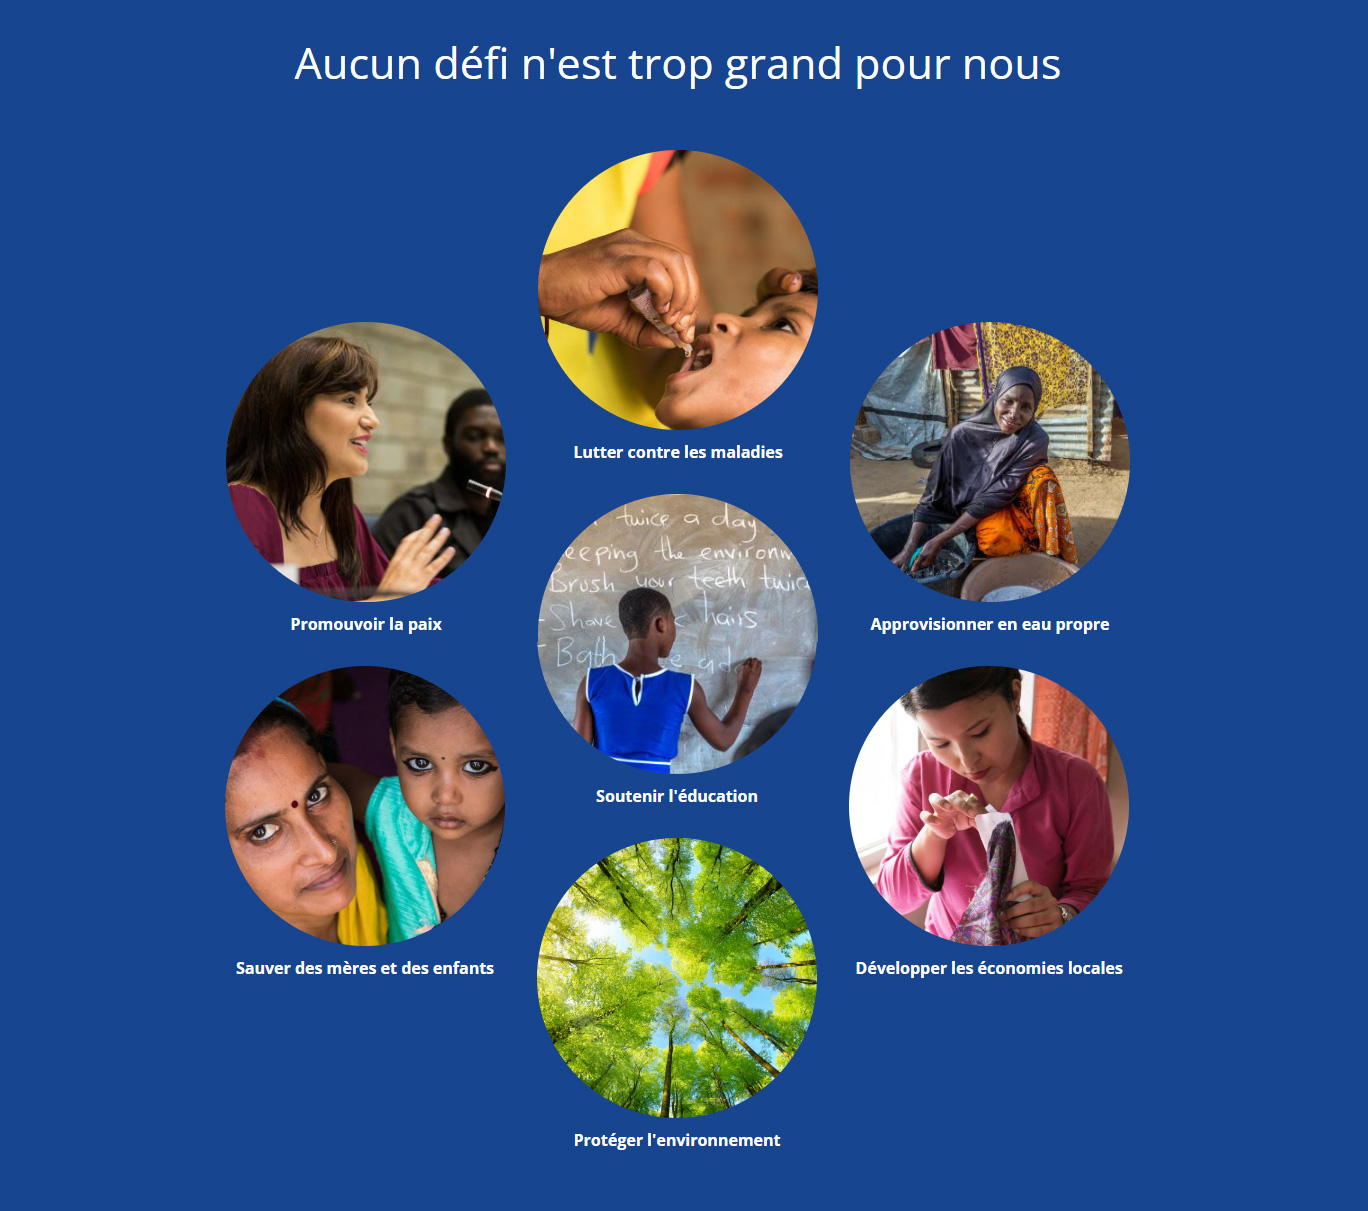 Aucun défi n'est trop grand pour nous
Lutter contre les maladies
Promouvoir la paix
Approvisionner en eau propre
twice a day
eeping the environm
Brush your teeth twice
- Shave hairs
- Bath
Soutenir l'éducation
Sauver des mères et des enfants
Développer les économies locales
Protéger l'environnement